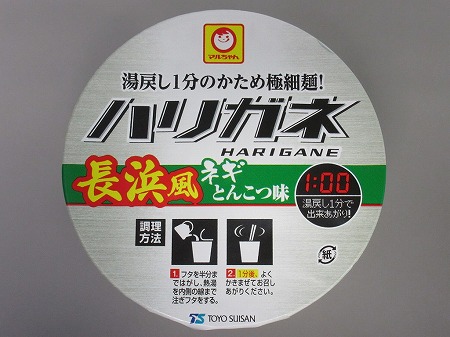 マルちゃん
湯戻し1分のかため極細麺!
ハリガネ
HARIGANE
長浜風
ネギ
とんこつ味
1:00
湯戻し1分で
出来あがり!
調理
方法
1. フタを半分ま
ではがし、熱湯
を内側の線まで
注ぎフタをする。
2. 1分後、よく
かきまぜてお召し
あがりください。
紙
TS TOYO SUISAN